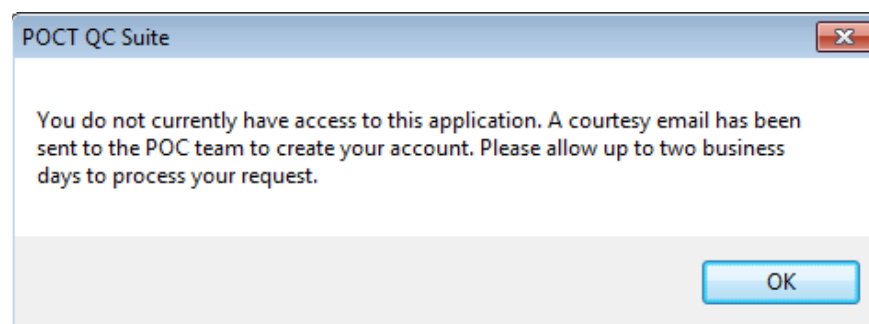 POCT QC Suite
You do not currently have access to this application. A courtesy email has been
sent to the POC team to create your account. Please allow up to two business
days to process your request.
OK